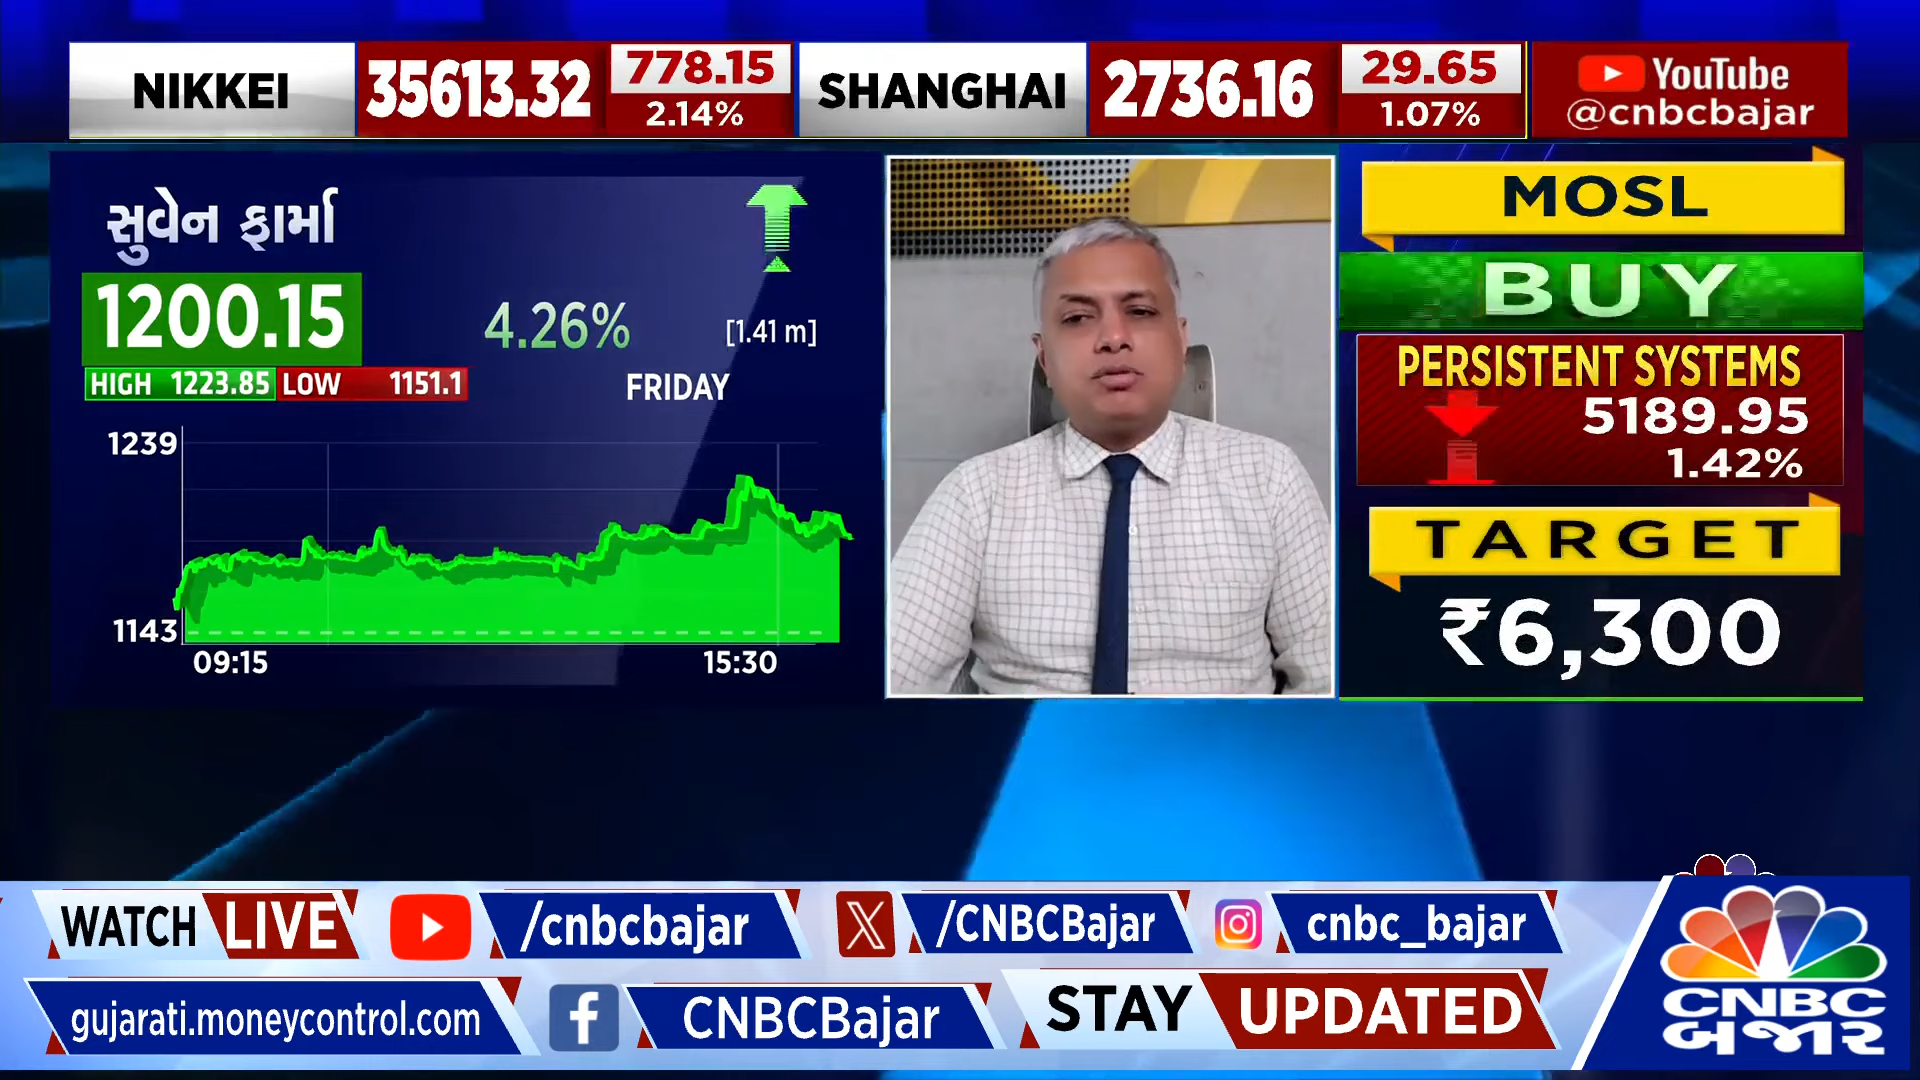 NIKKEI
35613.32
778.15
2.14%
SHANGHAI
2736.16
29.65
1.07%
YouTube
@cnbcbajar
સુવેન ફાર્મા
1200.15
4.26%
[1.41 m]
HIGH 1223.85 LOW 1151.1
FRIDAY
1239
1143
09:15
15:30
MOSL
BUY
PERSISTENT SYSTEMS
5189.95
1.42%
TARGET
₹6,300
WATCH LIVE
/cnbcbajar
/CNBCBajar
cnbc_bajar
gujarati.moneycontrol.com
CNBCBajar
STAY UPDATED
CNBC
બજાર